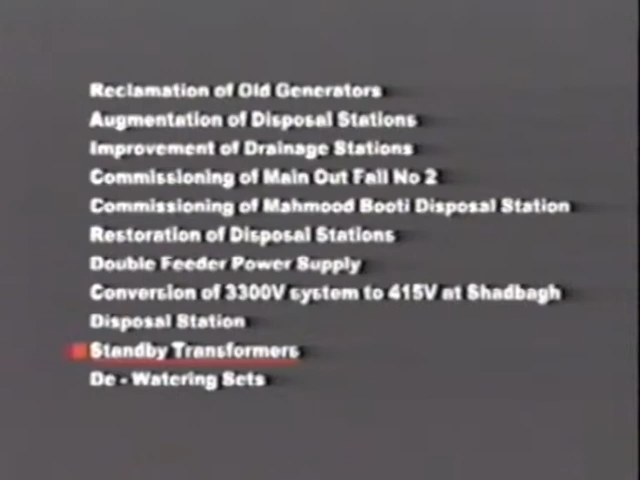 Reclamation of Old Generators
Augmentation of Disposal Stations
Improvement of Drainage Stations
Commissioning of Main Out Fall No 2
Commissioning of Mahmood Booti Disposal Station
Restoration of Disposal Stations
Double Feeder Power Supply
Conversion of 3300V system to 415V at Shadbagh
Disposal Station
Standby Transformers
De - Watering Sets